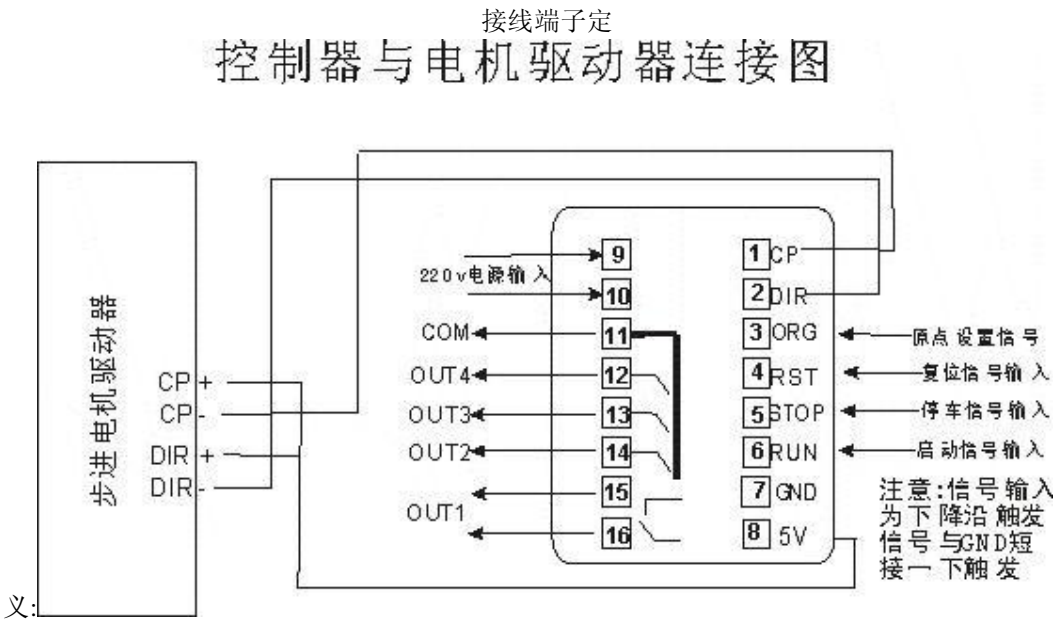 接线端子定
控制器与电机驱动器连接图
步进电机驱动器
CP+
CP-
DIR+
DIR-
220v电源输入
COM
OUT4
OUT3
OUT2
OUT1
9
10
11
12
13
14
15
16
1 CP
2 DIR
3 ORG
4 RST
5 STOP
6 RUN
7 GND
8 5V
原点设置信号
复位信号输入
停车信号输入
启动信号输入
注意:信号输入
为下降沿触发
信号与GND短
接一下触发
义: